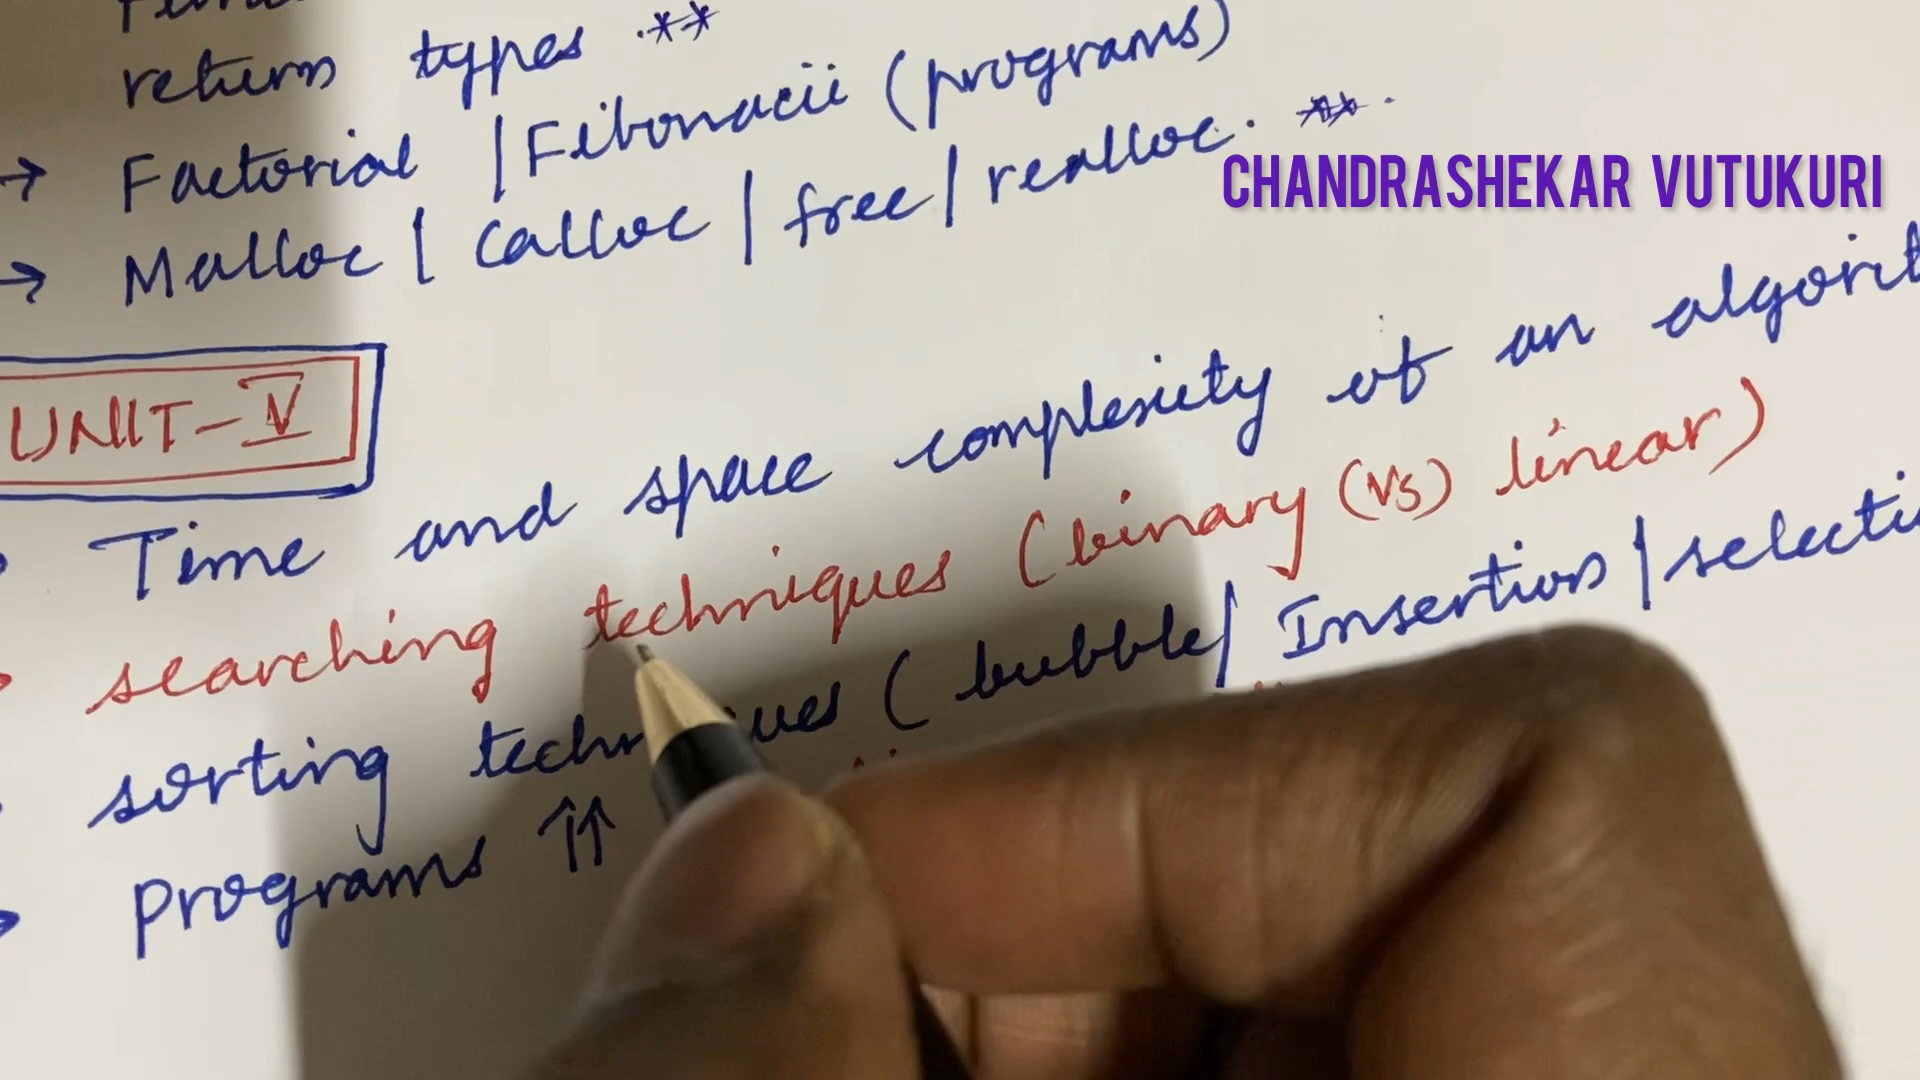 return types **
→ Factorial | Fibonacii (programs)
→ Malloc | calloc | free | realloc. **
CHANDRASHEKAR VUTUKURI
UNIT-V
Time and space complexity of an
searching techniques (binary (vs) linear)
sorting ( bubble | Insertion |
→ programs ↑↑